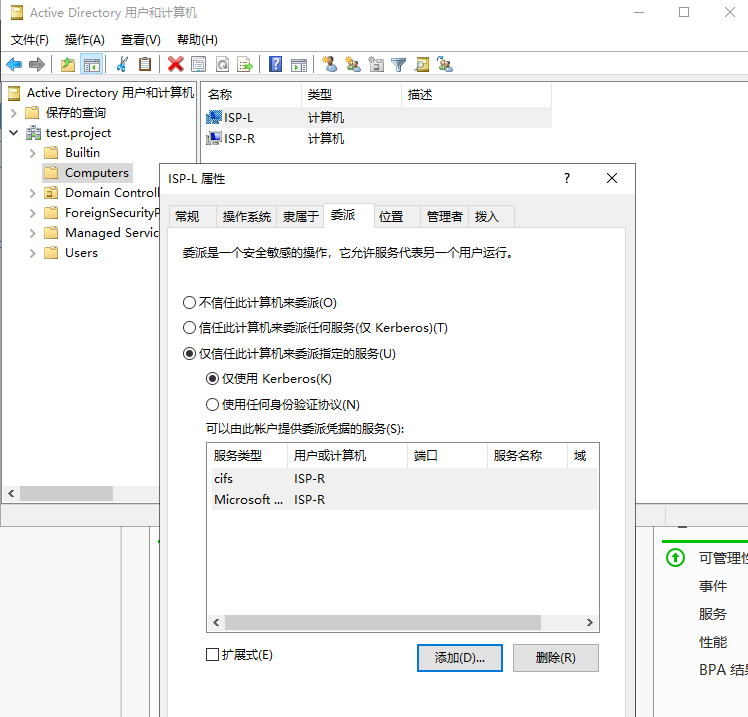 Active Directory 用户和计算机
文件(F) 操作(A) 查看(V) 帮助(H)
Active Directory 用户和计算机
保存的查询
test.project
Builtin
Computers
Domain Controll
ForeignSecurityP
Managed Servic
Users
名称 类型 描述
ISP-L 计算机
ISP-R 计算机
ISP-L 属性
常规 操作系统 隶属于 委派 位置 管理者 拨入
委派是一个安全敏感的操作，它允许服务代表另一个用户运行。
不信任此计算机来委派(O)
信任此计算机来委派任何服务(仅 Kerberos)(T)
仅信任此计算机来委派指定的服务(U)
仅使用 Kerberos(K)
使用任何身份验证协议(N)
可以由此帐户提供委派凭据的服务(S):
服务类型 用户或计算机 端口 服务名称 域
cifs ISP-R
Microsoft ... ISP-R
扩展式(E)
添加(D)... 删除(R)
可管理性
事件
服务
性能
BPA 结果